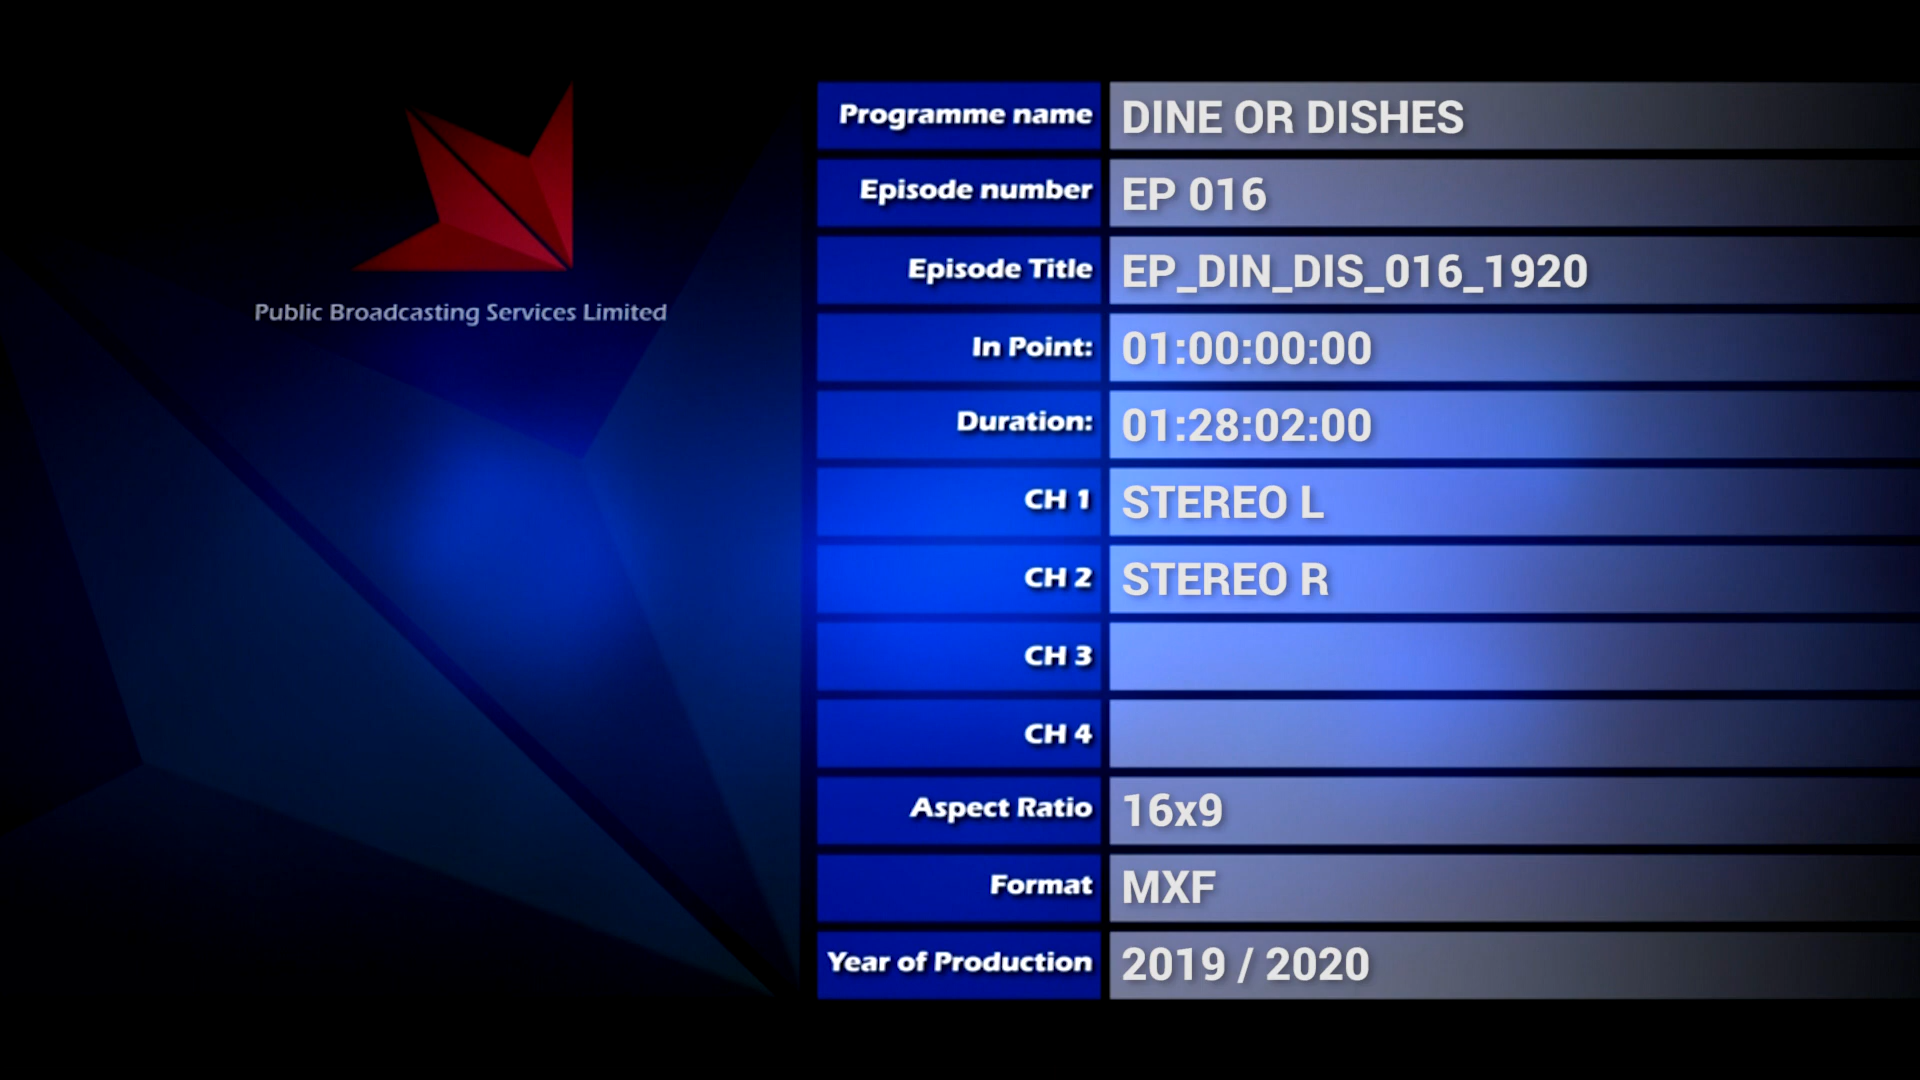 Public Broadcasting Services Limited
Programme name DINE OR DISHES
Episode number EP 016
Episode Title EP_DIN_DIS_016_1920
In Point: 01:00:00:00
Duration: 01:28:02:00
CH 1 STEREO L
CH 2 STEREO R
CH 3
CH 4
Aspect Ratio 16x9
Format MXF
Year of Production 2019 / 2020